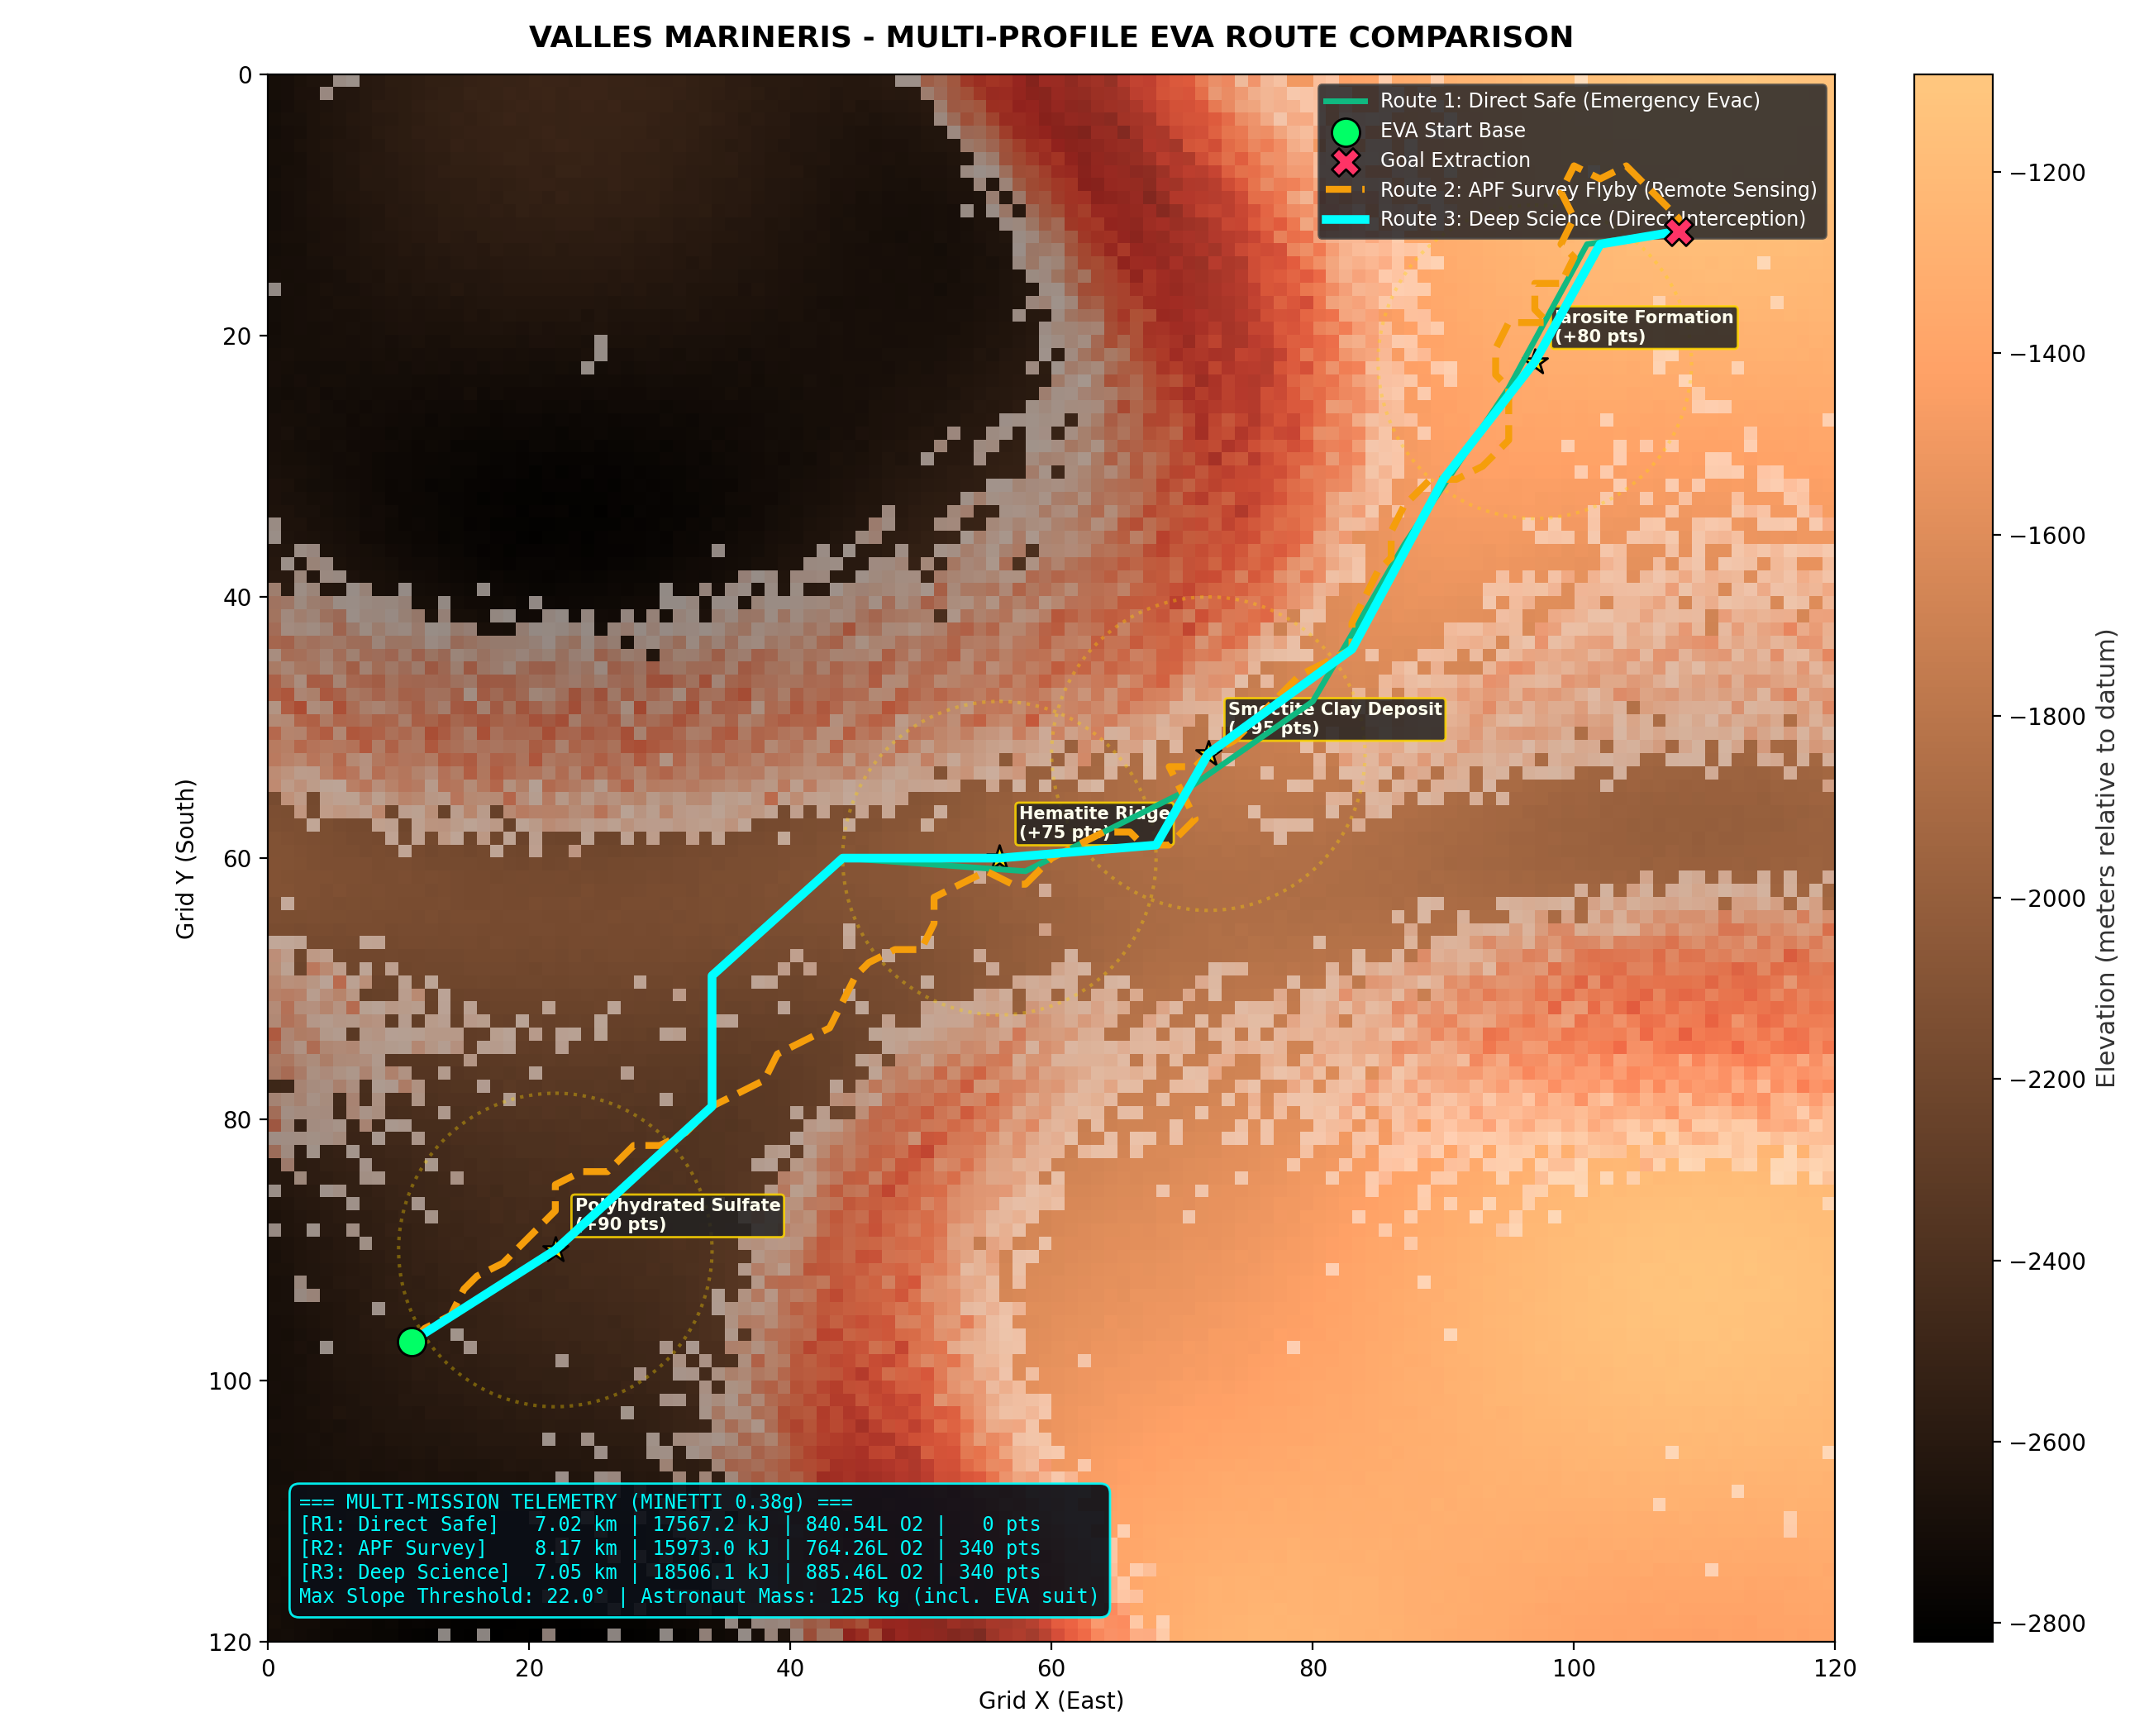 VALLES MARINERIS - MULTI-PROFILE EVA ROUTE COMPARISON
Route 1: Direct Safe (Emergency Evac)
EVA Start Base
Goal Extraction
Route 2: APF Survey Flyby (Remote Sensing)
Route 3: Deep Science (Direct Interception)
Jarosite Formation
(+80 pts)
Smectite Clay Deposit
(+95 pts)
Hematite Ridge
(+75 pts)
Polyhydrated Sulfate
(+90 pts)
=== MULTI-MISSION TELEMETRY (MINETTI 0.38g) ===
[R1: Direct Safe] 7.02 km | 17567.2 kJ | 840.54L O2 | 0 pts
[R2: APF Survey] 8.17 km | 15973.0 kJ | 764.26L O2 | 340 pts
[R3: Deep Science] 7.05 km | 18506.1 kJ | 885.46L O2 | 340 pts
Max Slope Threshold: 22.0° | Astronaut Mass: 125 kg (incl. EVA suit)
Grid Y (South)
0
20
40
60
80
100
120
0
20
40
60
80
100
120
Grid X (East)
−1200
−1400
−1600
−1800
−2000
−2200
−2400
−2600
−2800
Elevation (meters relative to datum)